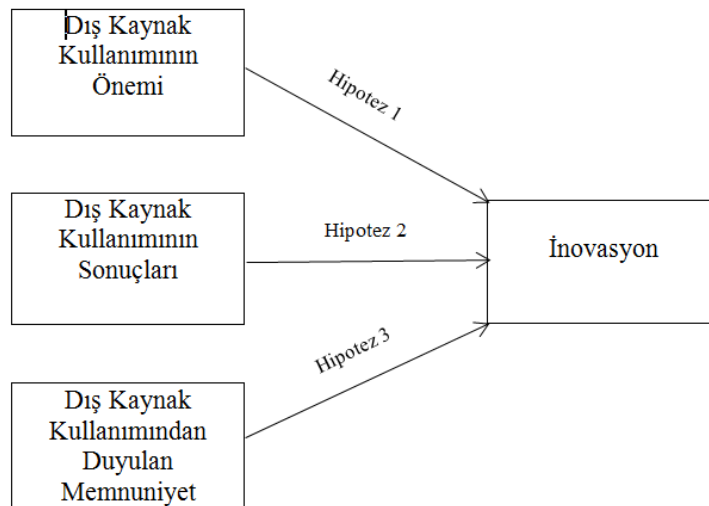 Dış Kaynak
Kullanımının
Önemi
Hipotez 1
Dış Kaynak
Kullanımının
Sonuçları
Hipotez 2
İnovasyon
Hipotez 3
Dış Kaynak
Kullanımından
Duyulan
Memnuniyet